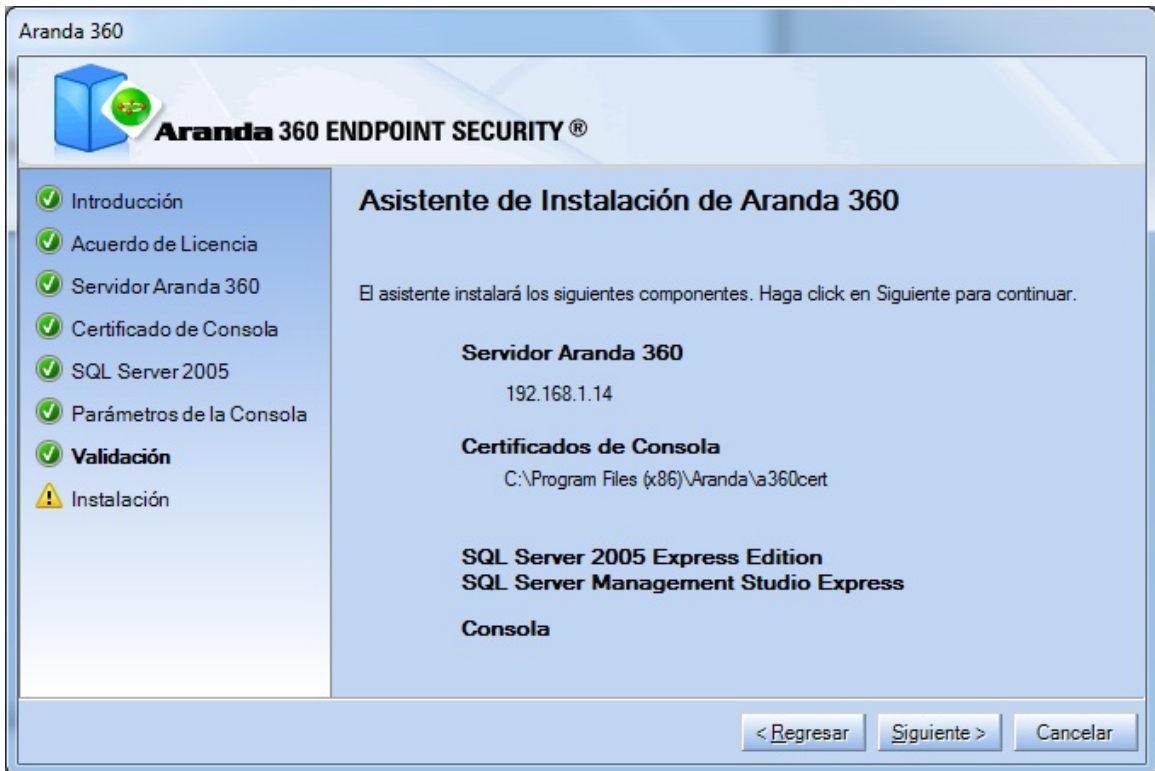 Aranda 360
Aranda 360 ENDPOINT SECURITY ®
Introducción
Acuerdo de Licencia
Servidor Aranda 360
Certificado de Consola
SQL Server 2005
Parámetros de la Consola
Validación
Instalación
Asistente de Instalación de Aranda 360
El asistente instalará los siguientes componentes. Haga click en Siguiente para continuar.
Servidor Aranda 360
192.168.1.14
Certificados de Consola
C:\Program Files (x86)\Aranda\a360cert
SQL Server 2005 Express Edition
SQL Server Management Studio Express
Consola
< Regresar
Siguiente >
Cancelar